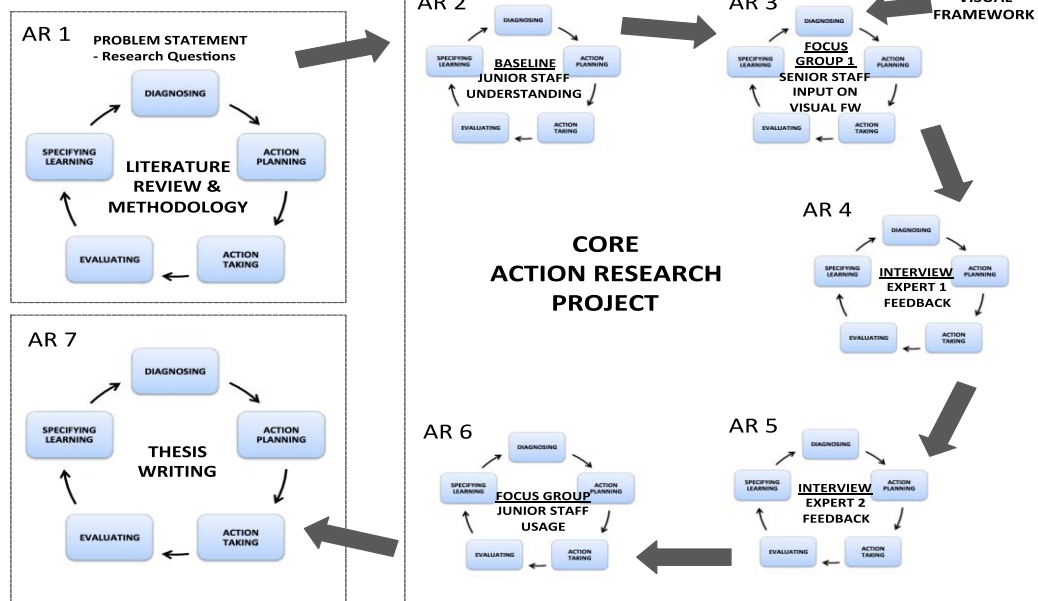 AR 1
PROBLEM STATEMENT
- Research Questions
DIAGNOSING
SPECIFYING
LEARNING
ACTION
PLANNING
LITERATURE
REVIEW &
METHODOLOGY
EVALUATING
ACTION
TAKING
AR 2
DIAGNOSING
SPECIFYING
LEARNING
ACTION
PLANNING
BASELINE
JUNIOR STAFF
UNDERSTANDING
EVALUATING
ACTION
TAKING
AR 3
DIAGNOSING
SPECIFYING
LEARNING
ACTION
PLANNING
FOCUS
GROUP 1
SENIOR STAFF
INPUT ON
VISUAL FW
EVALUATING
ACTION
TAKING
VISUAL
FRAMEWORK
CORE
ACTION RESEARCH
PROJECT
AR 4
DIAGNOSING
SPECIFYING
LEARNING
ACTION
PLANNING
INTERVIEW
EXPERT 1
FEEDBACK
EVALUATING
ACTION
TAKING
AR 5
DIAGNOSING
SPECIFYING
LEARNING
ACTION
PLANNING
INTERVIEW
EXPERT 2
FEEDBACK
EVALUATING
ACTION
TAKING
AR 6
DIAGNOSING
SPECIFYING
LEARNING
ACTION
PLANNING
FOCUS GROUP
JUNIOR STAFF
USAGE
EVALUATING
ACTION
TAKING
AR 7
DIAGNOSING
SPECIFYING
LEARNING
ACTION
PLANNING
THESIS
WRITING
EVALUATING
ACTION
TAKING